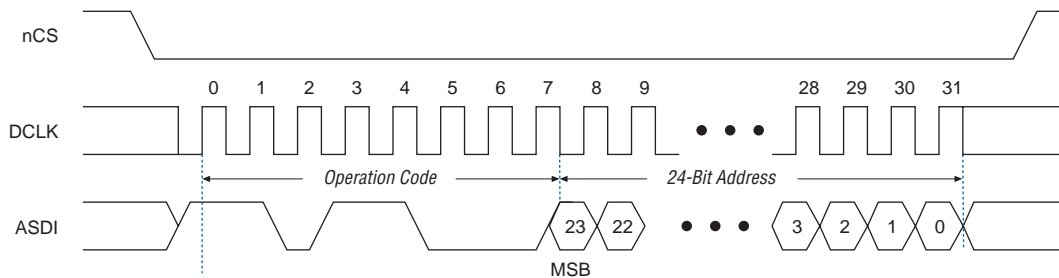 nCS
0 1 2 3 4 5 6 7 8 9 28 29 30 31
DCLK
Operation Code 24-Bit Address
ASDI 23 22 3 2 1 0
MSB